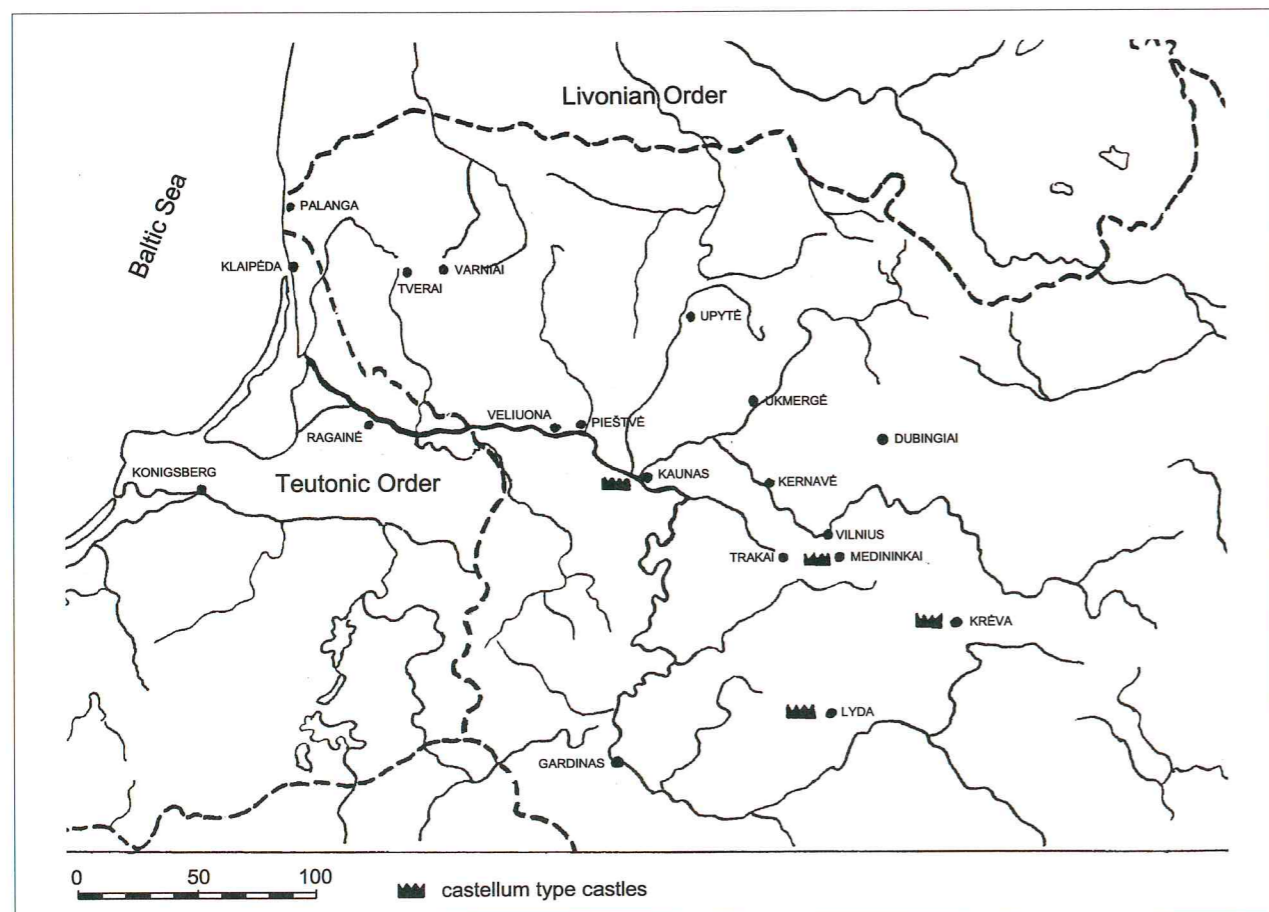 Livonian Order
Baltic Sea
PALANGA
KLAIPĖDA
TVERAI
VARNIAI
UPYTĖ
UKMERGĖ
VELIUONA
PIEŠTVĖ
RAGAINĖ
DUBINGIAI
KONIGSBERG
Teutonic Order
KAUNAS
KERNAVĖ
VILNIUS
TRAKAI
MEDININKAI
KRĖVA
LYDA
GARDINAS
0 50 100
castellum type castles